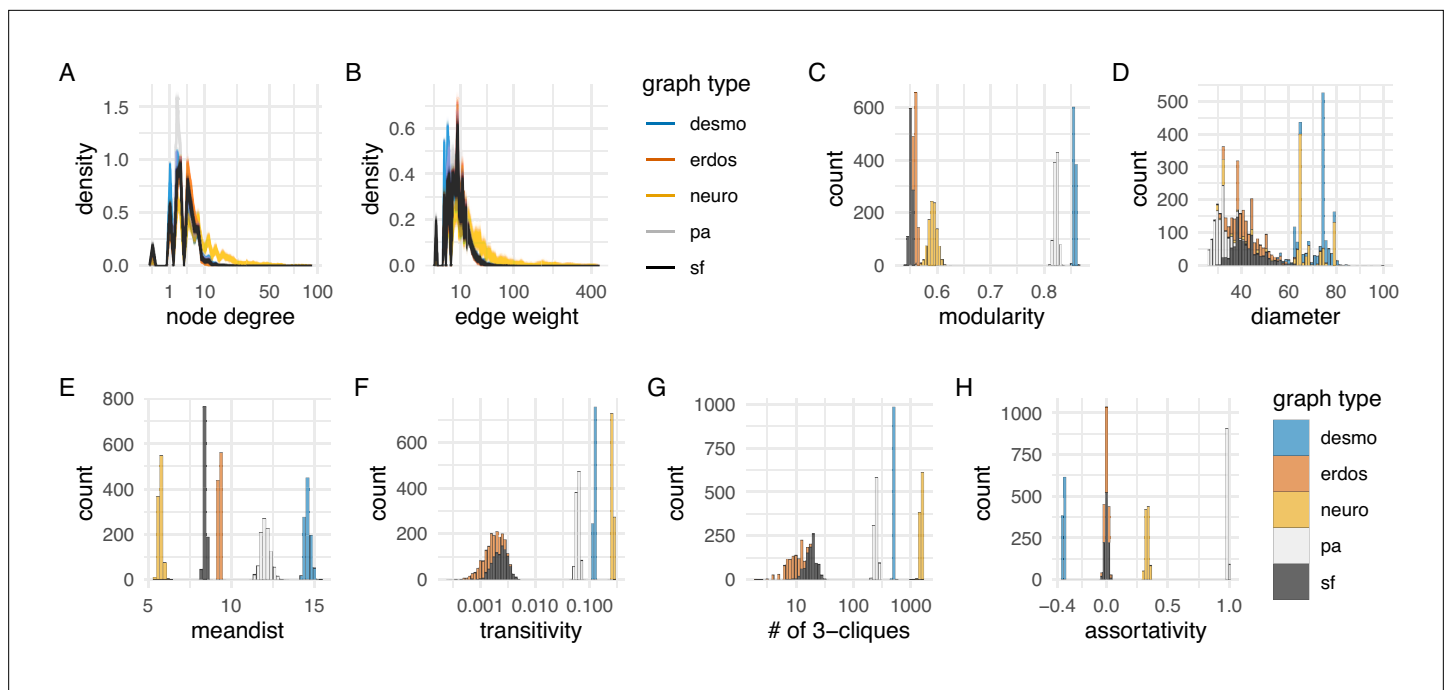 A
density
1.5
1.0
0.5
0.0
1 10 50 100
node degree
B
density
0.6
0.4
0.2
0.0
10 100 400
edge weight
graph type
desmo
erdos
neuro
pa
sf
C
count
600
400
200
0
0.6 0.7 0.8
modularity
D
count
500
400
300
200
100
0
40 60 80 100
diameter
E
count
800
600
400
200
0
5 10 15
meandist
F
count
600
400
200
0
0.001 0.010 0.100
transitivity
G
count
1000
750
500
250
0
10 100 1000
# of 3−cliques
H
count
1000
750
500
250
0
−0.4 0.0 0.5 1.0
assortativity
graph type
desmo
erdos
neuro
pa
sf